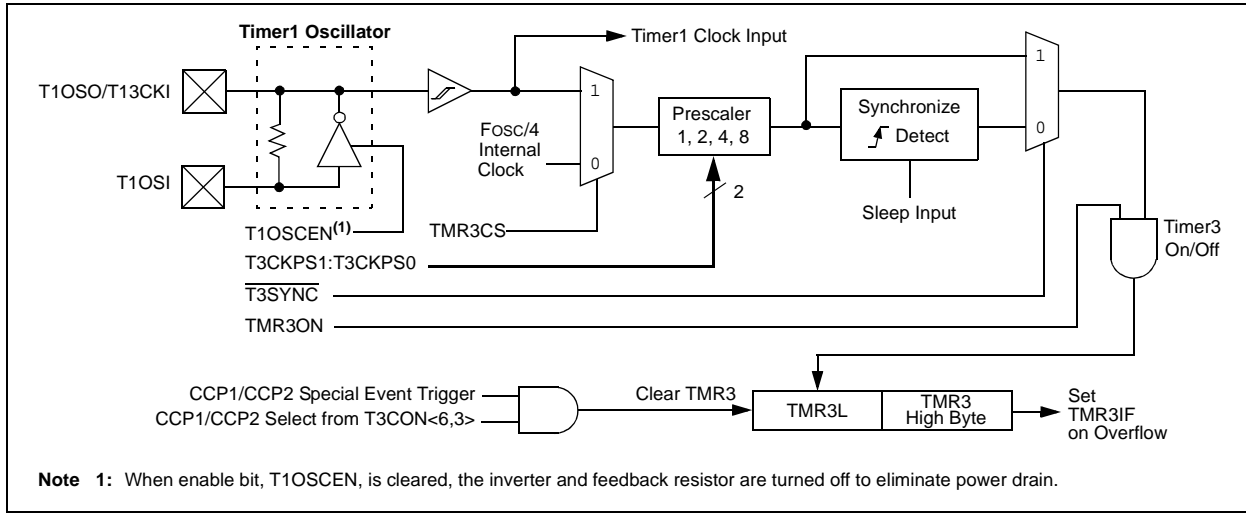 Timer1 Oscillator
Timer1 Clock Input
T1OSO/T13CKI
1
1
Prescaler
1, 2, 4, 8
Synchronize
Detect
FOSC/4
Internal
Clock
0
0
T1OSI
2
Sleep Input
T1OSCEN(1)
TMR3CS
Timer3
On/Off
T3CKPS1:T3CKPS0
T3SYNC
TMR3ON
CCP1/CCP2 Special Event Trigger
CCP1/CCP2 Select from T3CON<6,3>
Clear TMR3
TMR3L
TMR3
High Byte
Set
TMR3IF
on Overflow
Note 1: When enable bit, T1OSCEN, is cleared, the inverter and feedback resistor are turned off to eliminate power drain.